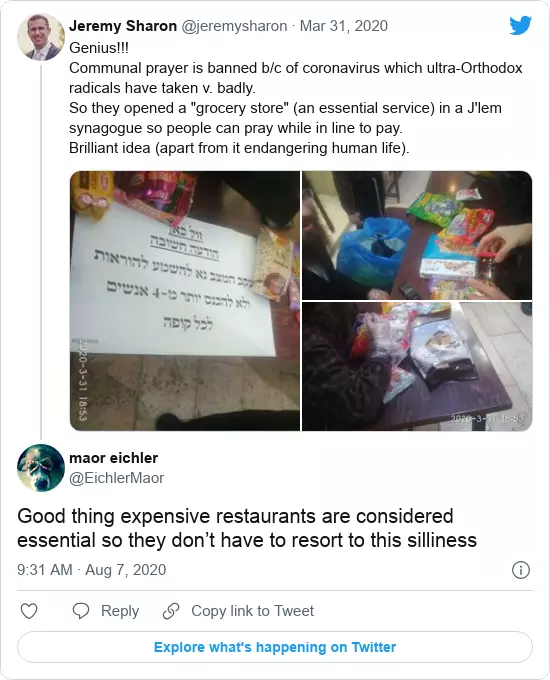 Jeremy Sharon @jeremysharon · Mar 31, 2020
Genius!!!
Communal prayer is banned b/c of coronavirus which ultra-Orthodox
radicals have taken v. badly.
So they opened a "grocery store" (an essential service) in a J'lem
synagogue so people can pray while in line to pay.
Brilliant idea (apart from it endangering human life).
זול כאן
הודעה חשובה
עקב המצב נא להשמע להוראות
ולא להכנס יותר מ-4 אנשים
לכל קופה
2020-3-31 18:53
2020-3-31 18:53
maor eichler
@EichlerMaor
Good thing expensive restaurants are considered
essential so they don’t have to resort to this silliness
9:31 AM · Aug 7, 2020
Reply
Copy link to Tweet
Explore what's happening on Twitter